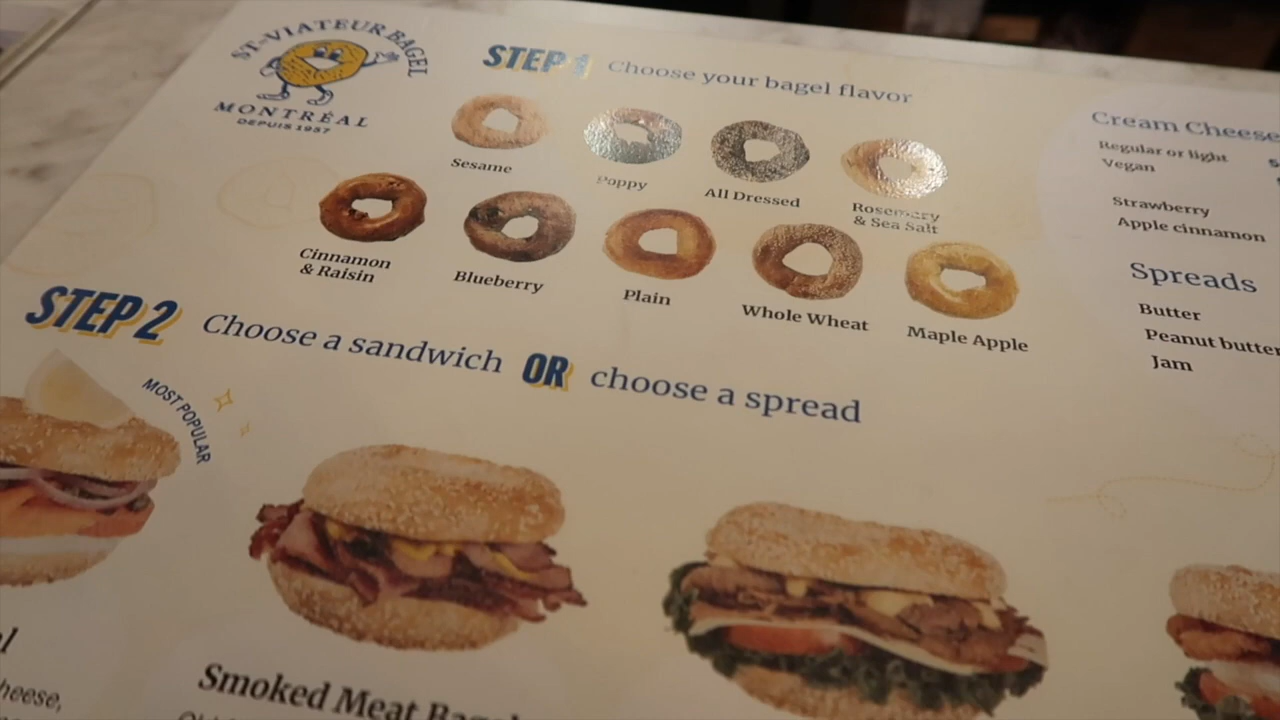 ST-VIATEUR BAGEL
MONTRÉAL
DEPUIS 1957
STEP 1 Choose your bagel flavor
Sesame
Poppy
All Dressed
Rosemary
& Sea Salt
Cinnamon
& Raisin
Blueberry
Plain
Whole Wheat
Maple Apple
Cream Cheese
Regular or light
Vegan
Strawberry
Apple cinnamon
Spreads
Butter
Peanut butter
Jam
STEP 2 Choose a sandwich OR choose a spread
MOST POPULAR
Smoked Meat